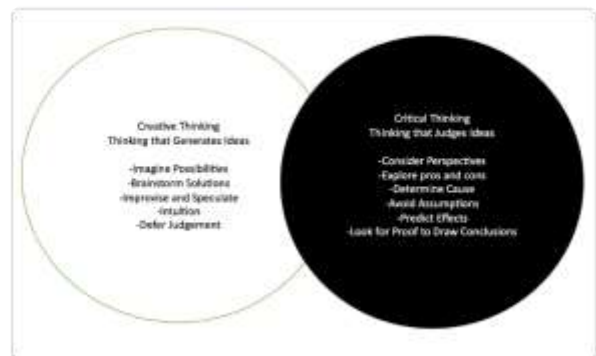 Creative Thinking
Thinking that Generates Ideas
-Imagine Possibilities
-Brainstorm Solutions
-Improvise and Speculate
-Intuition
-Defer Judgement
Critical Thinking
Thinking that Judges Ideas
-Consider Perspectives
-Explore pros and cons
-Determine Cause
-Avoid Assumptions
-Predict Effects
-Look for Proof to Draw Conclusions